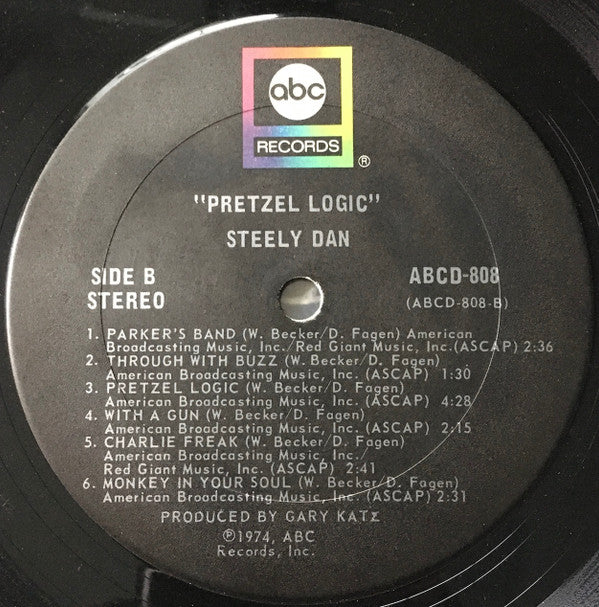 abc
RECORDS
®
"PRETZEL LOGIC"
STEELY DAN
SIDE B ABCD-808
STEREO (ABCD-808-B)
1. PARKER'S BAND (W. Becker/D. Fagen) American
Broadcasting Music, Inc./Red Giant Music, Inc.(ASCAP) 2:36
2. THROUGH WITH BUZZ (W. Becker/D. Fagen)
American Broadcasting Music, Inc. (ASCAP) 1:30
3. PRETZEL LOGIC (W. Becker/D. Fagen)
American Broadcasting Music, Inc. (ASCAP) 4:28
4. WITH A GUN (W. Becker/D. Fagen)
American Broadcasting Music, Inc. (ASCAP) 2:15
5. CHARLIE FREAK (W. Becker/D. Fagen)
American Broadcasting Music, Inc./
Red Giant Music, Inc. (ASCAP) 2:41
6. MONKEY IN YOUR SOUL (W. Becker/D. Fagen)
American Broadcasting Music, Inc. (ASCAP) 2:31
PRODUCED BY GARY KATZ
℗1974, ABC
Records, Inc.